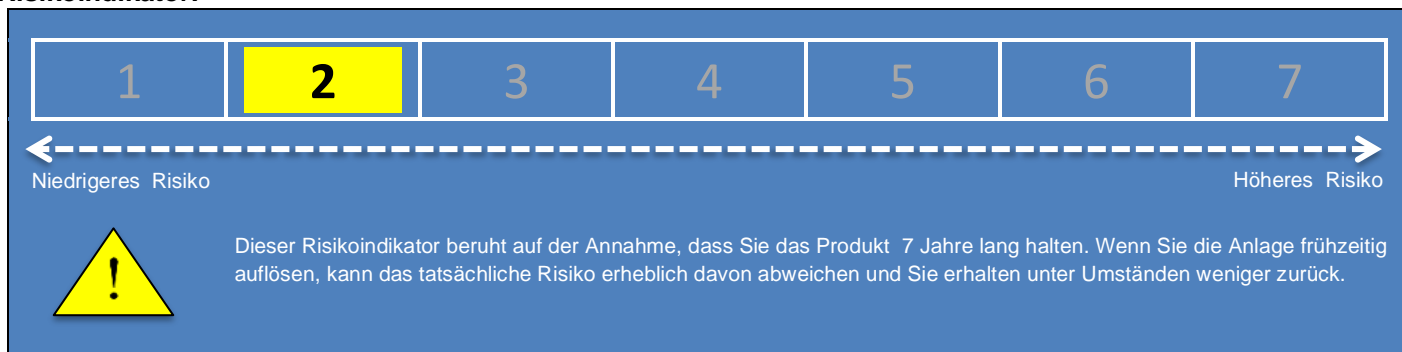 Risikoindikator:
1 2 3 4 5 6 7
Niedrigeres Risiko Höheres Risiko
Dieser Risikoindikator beruht auf der Annahme, dass Sie das Produkt 7 Jahre lang halten. Wenn Sie die Anlage frühzeitig
auflösen, kann das tatsächliche Risiko erheblich davon abweichen und Sie erhalten unter Umständen weniger zurück.
!